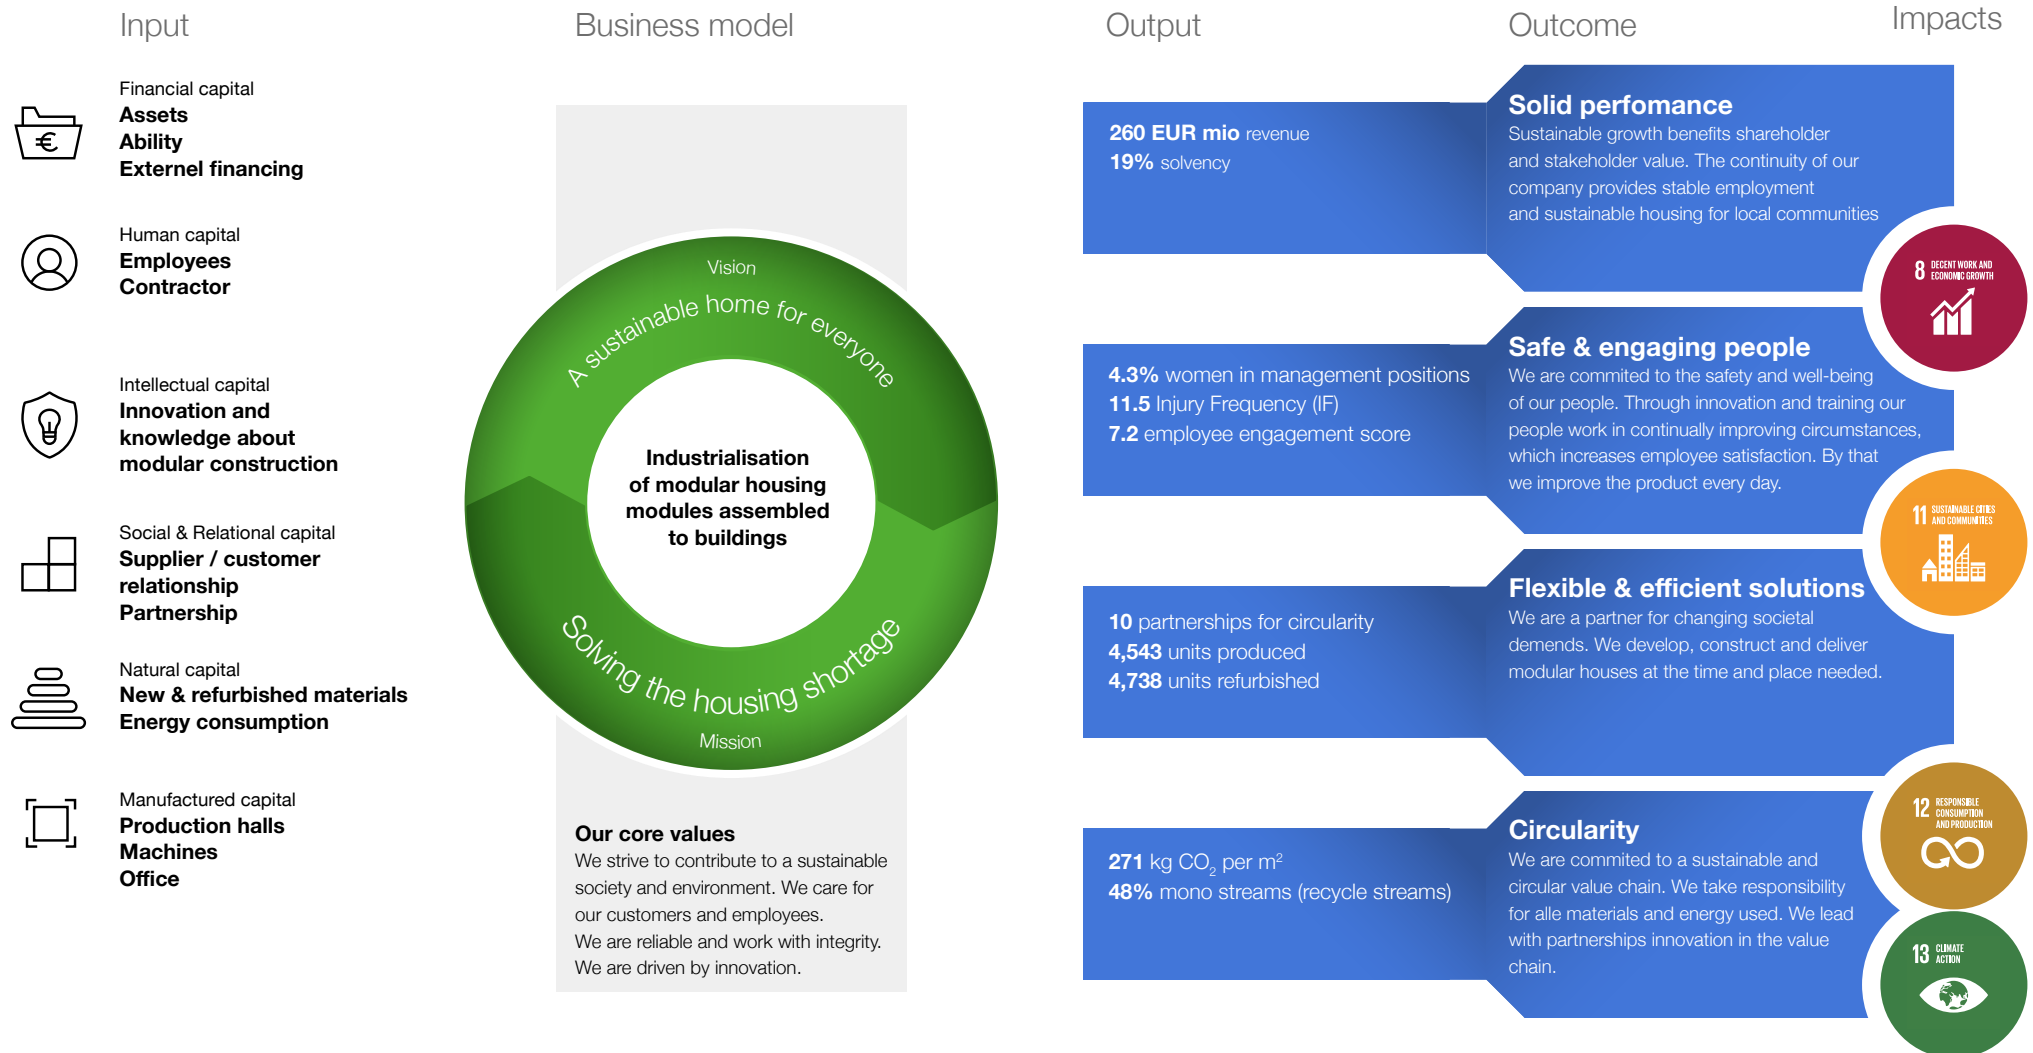 Input
Financial capital
Assets
Ability
Externel financing
Human capital
Employees
Contractor
Intellectual capital
Innovation and
knowledge about
modular construction
Social & Relational capital
Supplier / customer
relationship
Partnership
Natural capital
New & refurbished materials
Energy consumption
Manufactured capital
Production halls
Machines
Office
Business model
Vision
A sustainable home for everyone
Industrialisation
of modular housing
modules assembled
to buildings
Solving the housing shortage
Mission
Our core values
We strive to contribute to a sustainable
society and environment. We care for
our customers and employees.
We are reliable and work with integrity.
We are driven by innovation.
Output
260 EUR mio revenue
19% solvency
4.3% women in management positions
11.5 Injury Frequency (IF)
7.2 employee engagement score
10 partnerships for circularity
4,543 units produced
4,738 units refurbished
271 kg CO₂ per m²
48% mono streams (recycle streams)
Outcome
Solid perfomance
Sustainable growth benefits shareholder
and stakeholder value. The continuity of our
company provides stable employment
and sustainable housing for local communities
Safe & engaging people
We are commited to the safety and well-being
of our people. Through innovation and training our
people work in continually improving circumstances,
which increases employee satisfaction. By that
we improve the product every day.
Flexible & efficient solutions
We are a partner for changing societal
demands. We develop, construct and deliver
modular houses at the time and place needed.
Circularity
We are commited to a sustainable and
circular value chain. We take responsibility
for alle materials and energy used. We lead
with partnerships innovation in the value
chain.
Impacts
8 DECENT WORK AND
ECONOMIC GROWTH
11 SUSTAINABLE CITIES
AND COMMUNITIES
12 RESPONSIBLE
CONSUMPTION
AND PRODUCTION
13 CLIMATE
ACTION